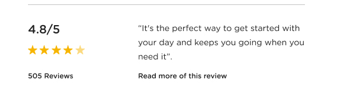 4.8/5
505 Reviews
“It's the perfect way to get started with
your day and keeps you going when you
need it”.
Read more of this review